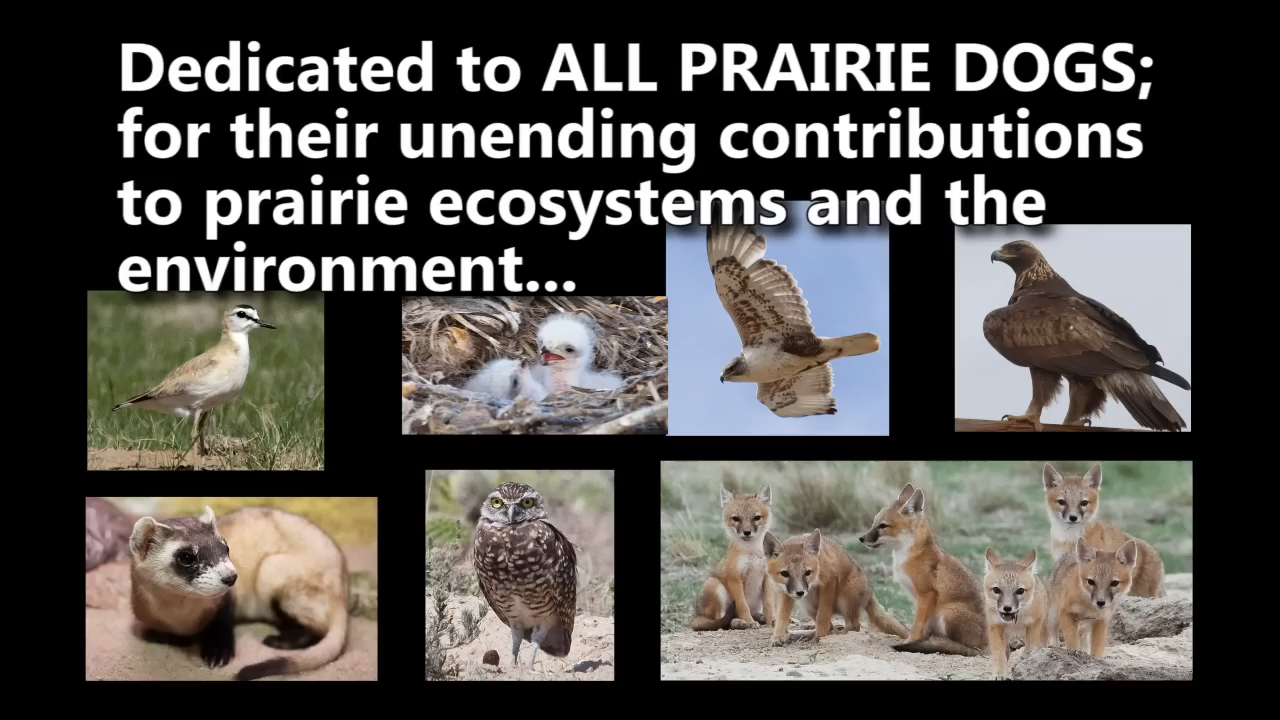 Dedicated to ALL PRAIRIE DOGS;
for their unending contributions
to prairie ecosystems and the
environment...